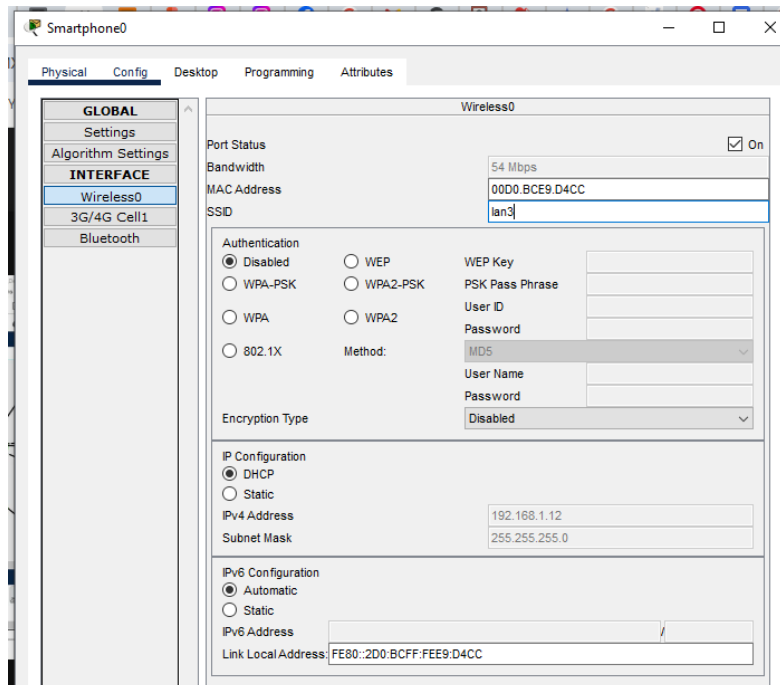 Smartphone0
Physical Config Desktop Programming Attributes
GLOBAL
Settings
Algorithm Settings
INTERFACE
Wireless0
3G/4G Cell1
Bluetooth
Wireless0
Port Status On
Bandwidth 54 Mbps
MAC Address 00D0.BCE9.D4CC
SSID lan3
Authentication
Disabled WEP WEP Key
WPA-PSK WPA2-PSK PSK Pass Phrase
User ID
WPA WPA2
Password
802.1X Method: MD5
User Name
Password
Encryption Type Disabled
IP Configuration
DHCP
Static
IPv4 Address 192.168.1.12
Subnet Mask 255.255.255.0
IPv6 Configuration
Automatic
Static
IPv6 Address /
Link Local Address: FE80::2D0:BCFF:FEE9:D4CC